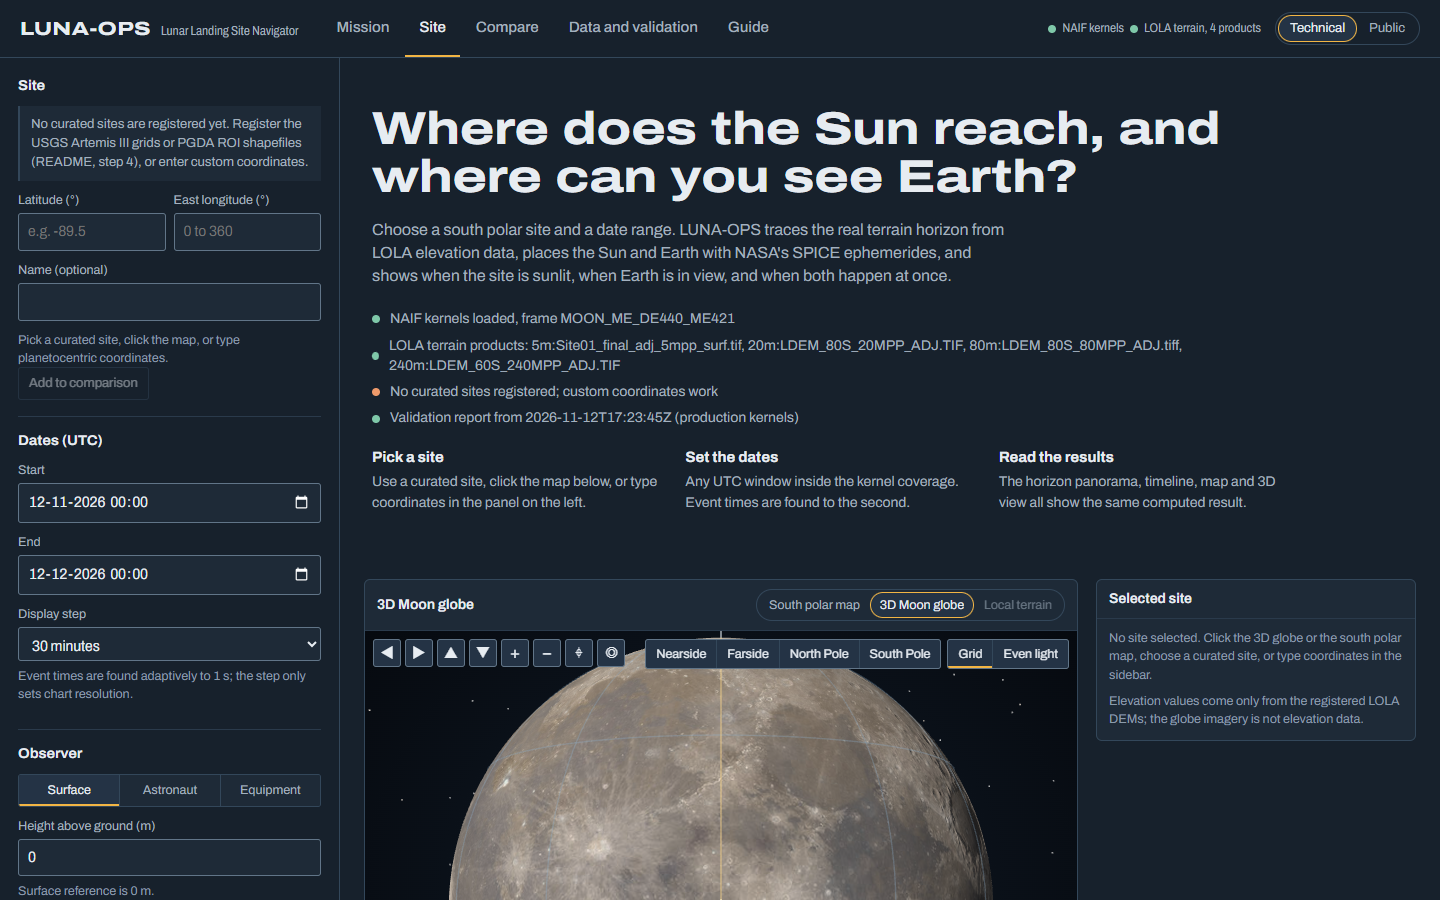 LUNA-OPS Lunar Landing Site Navigator
Mission
Site
Compare
Data and validation
Guide
NAIF kernels
LOLA terrain, 4 products
Technical
Public
Site
No curated sites are registered yet. Register the
USGS Artemis III grids or PGDA ROI shapefiles
(README, step 4), or enter custom coordinates.
Latitude (°)
East longitude (°)
e.g. -89.5
0 to 360
Name (optional)
Pick a curated site, click the map, or type
planetocentric coordinates.
Add to comparison
Dates (UTC)
Start
12-11-2026 00:00
End
12-12-2026 00:00
Display step
30 minutes
Event times are found adaptively to 1 s; the step only
sets chart resolution.
Observer
Surface
Astronaut
Equipment
Height above ground (m)
0
Surface reference is 0 m.
Where does the Sun reach, and
where can you see Earth?
Choose a south polar site and a date range. LUNA-OPS traces the real terrain horizon from
LOLA elevation data, places the Sun and Earth with NASA's SPICE ephemerides, and
shows when the site is sunlit, when Earth is in view, and when both happen at once.
NAIF kernels loaded, frame MOON_ME_DE440_ME421
LOLA terrain products: 5m:Site01_final_adj_5mpp_surf.tif, 20m:LDEM_80S_20MPP_ADJ.TIF, 80m:LDEM_80S_80MPP_ADJ.tiff,
240m:LDEM_60S_240MPP_ADJ.TIF
No curated sites registered; custom coordinates work
Validation report from 2026-11-12T17:23:45Z (production kernels)
Pick a site
Use a curated site, click the map below, or type
coordinates in the panel on the left.
Set the dates
Any UTC window inside the kernel coverage.
Event times are found to the second.
Read the results
The horizon panorama, timeline, map and 3D
view all show the same computed result.
3D Moon globe
South polar map
3D Moon globe
Local terrain
Nearside
Farside
North Pole
South Pole
Grid
Even light
Selected site
No site selected. Click the 3D globe or the south polar
map, choose a curated site, or type coordinates in the
sidebar.
Elevation values come only from the registered LOLA
DEMs; the globe imagery is not elevation data.